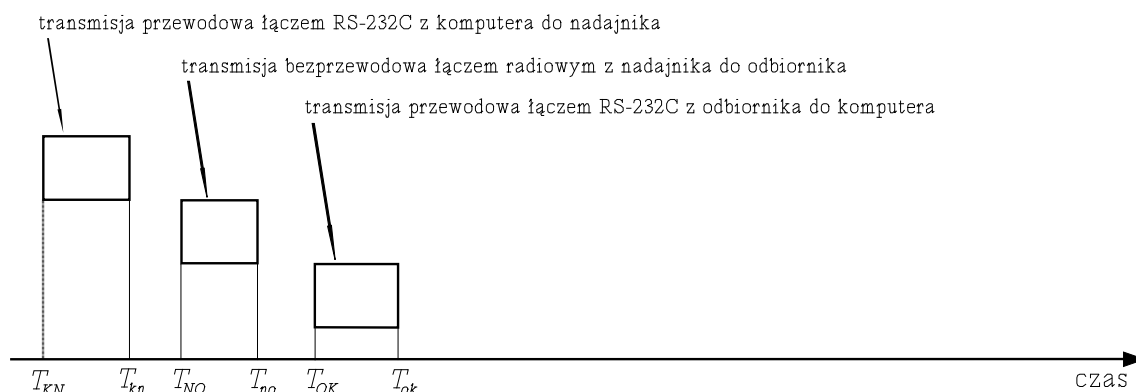 transmisja przewodowa łączem RS-232C z komputera do nadajnika
transmisja bezprzewodowa łączem radiowym z nadajnika do odbiornika
transmisja przewodowa łączem RS-232C z odbiornika do komputera
T_KN T_kn T_NO T_no T_OK T_ok czas